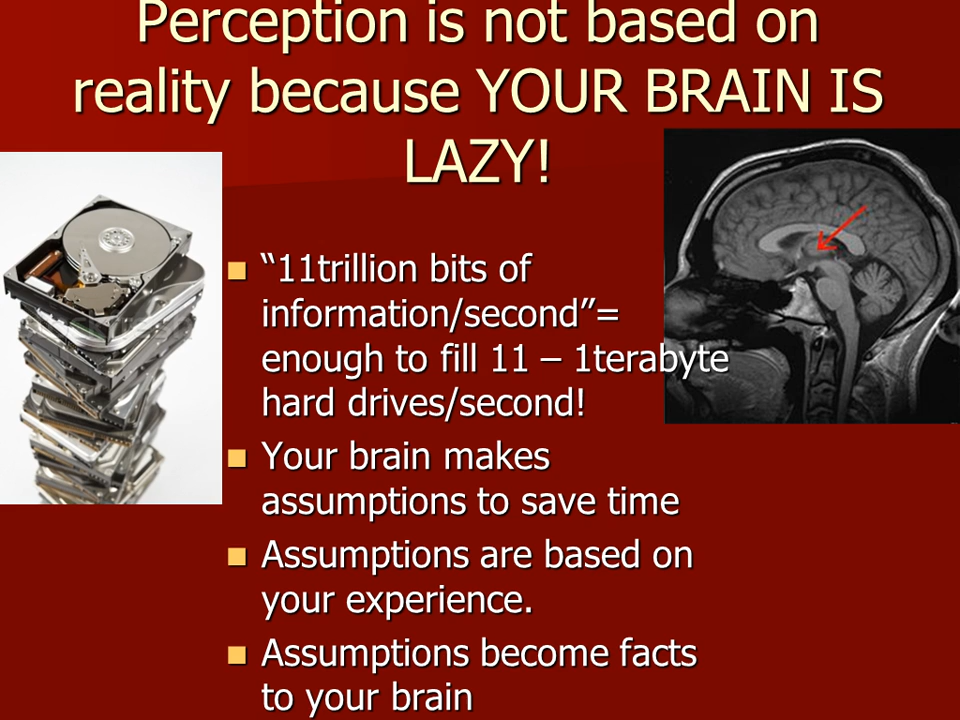 Perception is not based on
reality because YOUR BRAIN IS
LAZY!
“11trillion bits of
information/second”=
enough to fill 11 – 1terabyte
hard drives/second!
Your brain makes
assumptions to save time
Assumptions are based on
your experience.
Assumptions become facts
to your brain